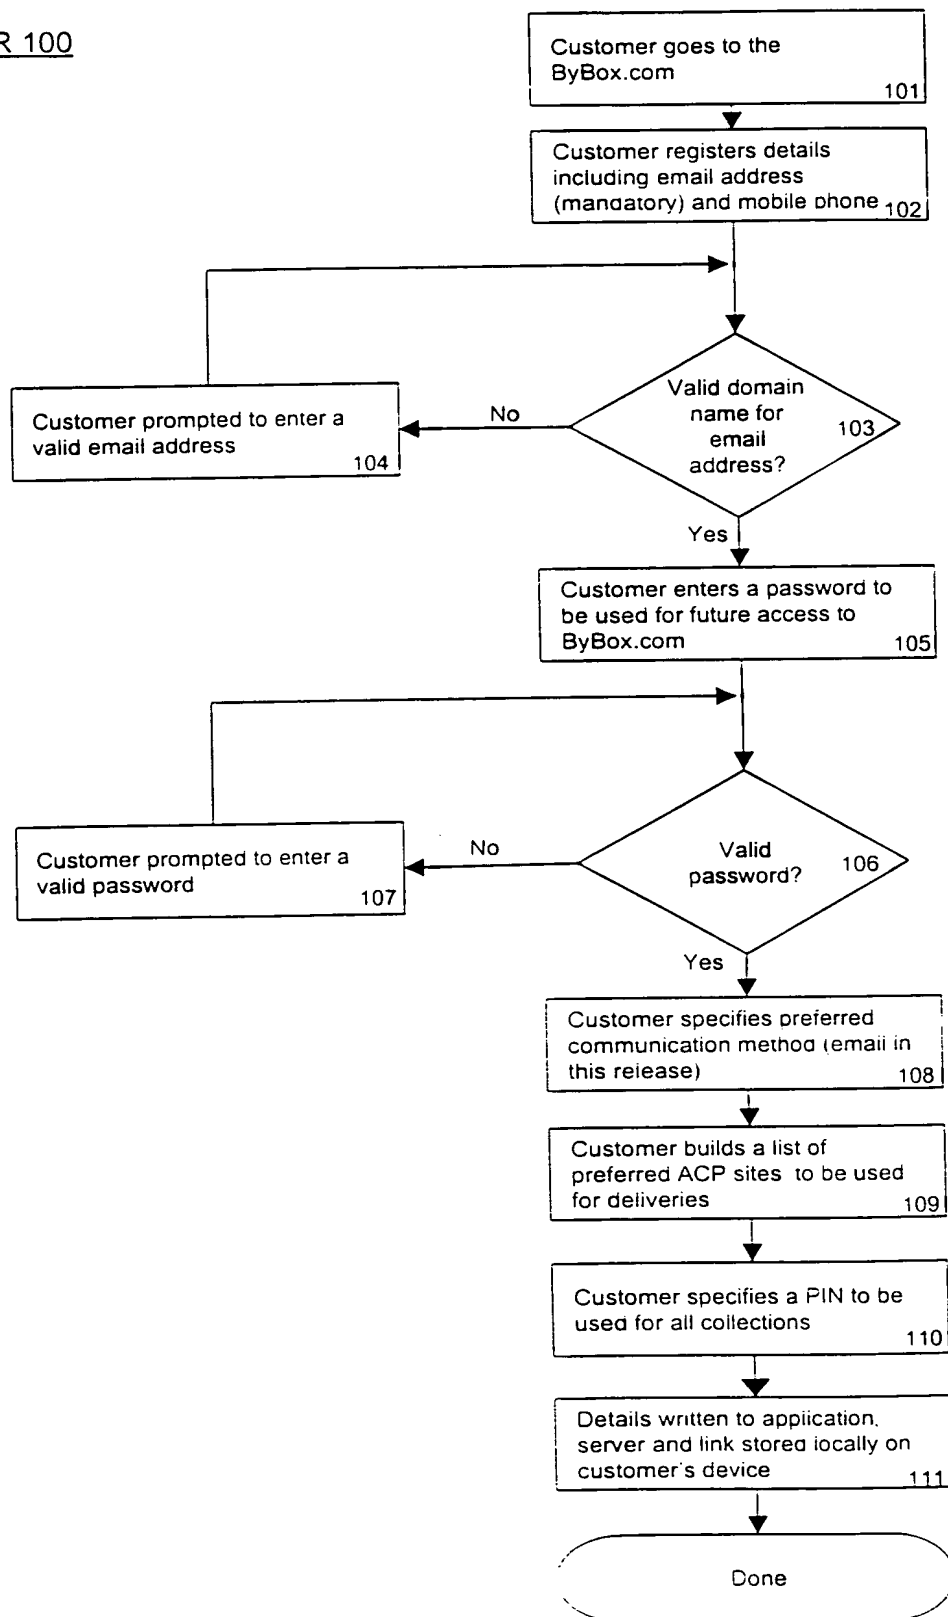 R 100
Customer goes to the
ByBox.com
101
Customer registers details
including email address
(mandatory) and mobile phone
102
Valid domain
name for
email
address?
103
No
Customer prompted to enter a
valid email address
104
Yes
Customer enters a password to
be used for future access to
ByBox.com
105
Valid
password?
106
No
Customer prompted to enter a
valid password
107
Yes
Customer specifies preferred
communication method (email in
this release)
108
Customer builds a list of
preferred ACP sites to be used
for deliveries
109
Customer specifies a PIN to be
used for all collections
110
Details written to application,
server and link stored locally on
customer's device
111
Done